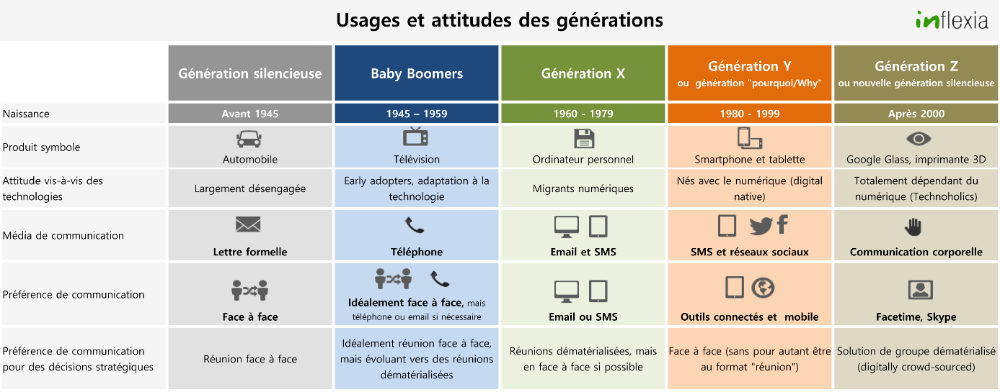 Usages et attitudes des générations
inflexia
Génération silencieuse
Baby Boomers
Génération X
Génération Y
ou génération "pourquoi/Why"
Génération Z
ou nouvelle génération silencieuse
Naissance
Avant 1945
1945 – 1959
1960 - 1979
1980 - 1999
Après 2000
Produit symbole
Automobile
Télévision
Ordinateur personnel
Smartphone et tablette
Google Glass, imprimante 3D
Attitude vis-à-vis des
technologies
Largement désengagée
Early adopters, adaptation à la
technologie
Migrants numériques
Nés avec le numérique (digital
native)
Totalement dépendant du
numérique (Technoholics)
Média de communication
Lettre formelle
Téléphone
Email et SMS
SMS et réseaux sociaux
Communication corporelle
Préférence de communication
Face à face
Idéalement face à face, mais
téléphone ou email si nécessaire
Email ou SMS
Outils connectés et mobile
Facetime, Skype
Préférence de communication
pour des décisions stratégiques
Réunion face à face
Idéalement réunion face à face,
mais évoluant vers des réunions
dématérialisées
Réunions dématérialisées, mais
en face à face si possible
Face à face (sans pour autant être
au format "réunion")
Solution de groupe dématérialisé
(digitally crowd-sourced)